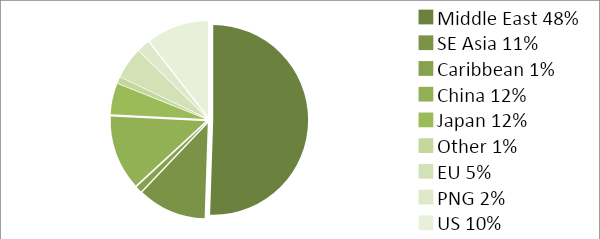 Middle East 48%
SE Asia 11%
Caribbean 1%
China 12%
Japan 12%
Other 1%
EU 5%
PNG 2%
US 10%